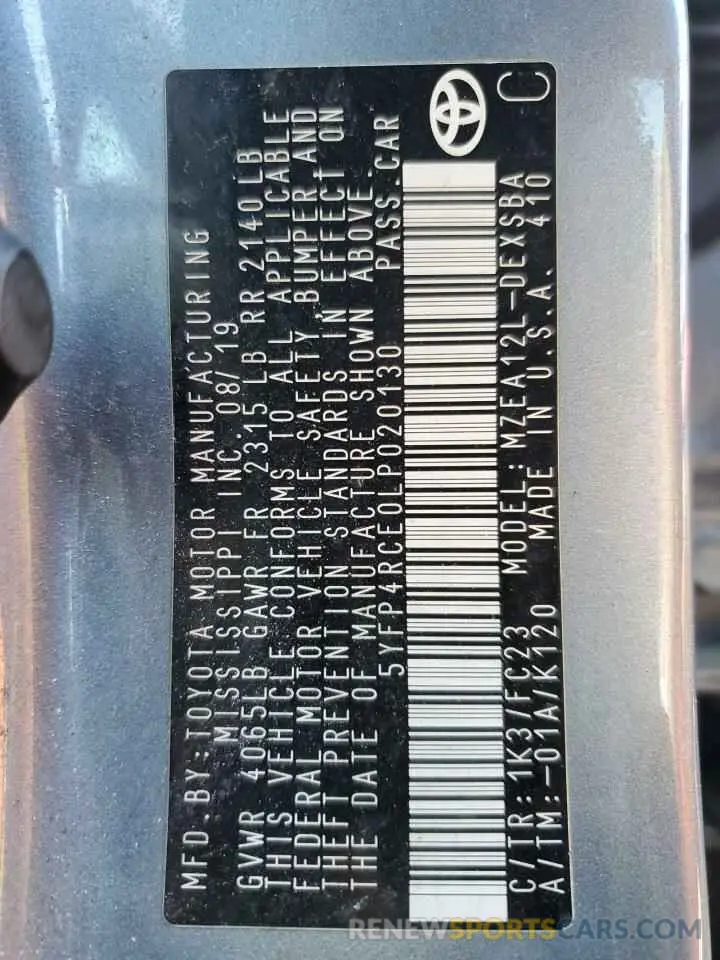 MFD. BY: TOYOTA MOTOR MANUFACTURING
MISSISSIPPI INC. 08/19
GVWR 4065LB GAWR FR 2315 LB RR 2140LB
THIS VEHICLE CONFORMS TO ALL APPLICABLE
FEDERAL MOTOR VEHICLE SAFETY, BUMPER AND
THEFT PREVENTION STANDARDS IN EFFECT ON
THE DATE OF MANUFACTURE SHOWN ABOVE.
5YFP4RCE0LP020130 PASS.CAR
C/TR: 1K3/FC23 MODEL: MZEA12L-DEXSBA
A/TM:-01A/K120 MADE IN U.S.A. 410
C
RENEWSPORTSCARS.COM